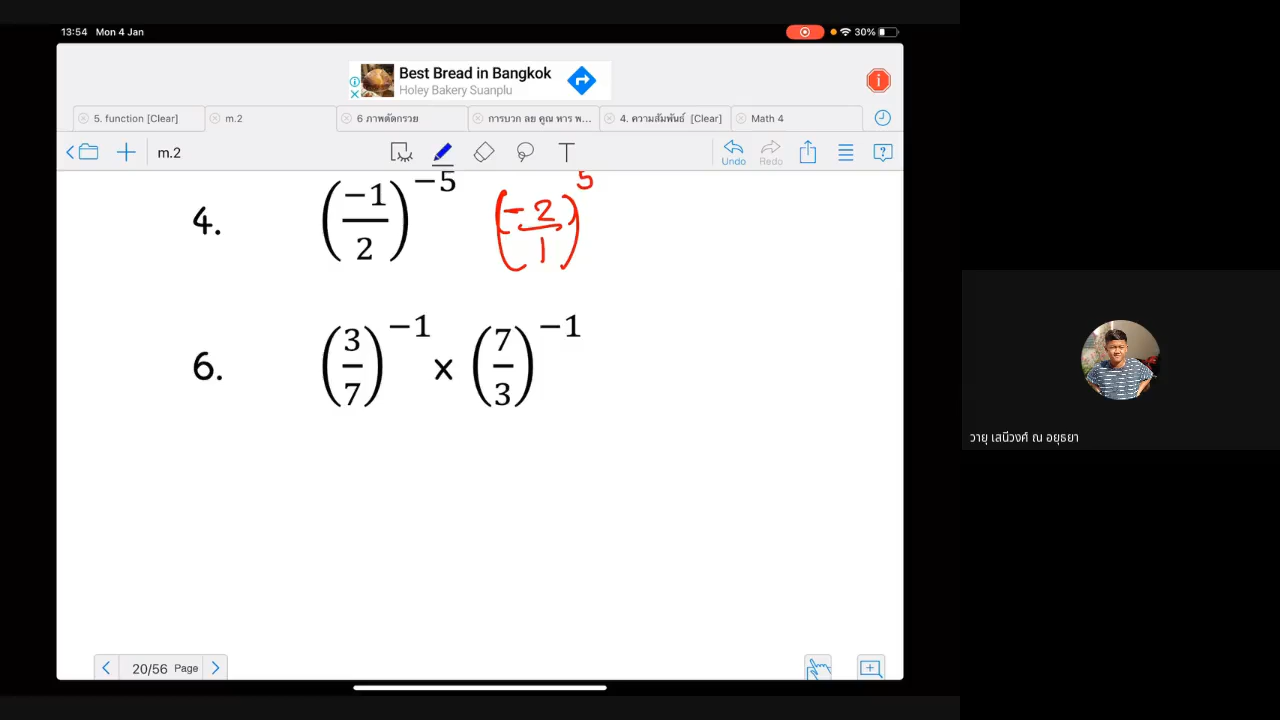 13:54 Mon 4 Jan
30%
Best Bread in Bangkok
Holey Bakery Suanplu
5. function [Clear]
m.2
6 ภาพตัดกรวย
การบวก ลย คูณ หาร พ...
4. ความสัมพันธ์ [Clear]
Math 4
m.2
T
Undo
Redo
4. (−1/2)^−5 (−2/1)^5
6. (3/7)^−1 × (7/3)^−1
วายุ เสนีวงศ์ ณ อยุธยา
20/56 Page